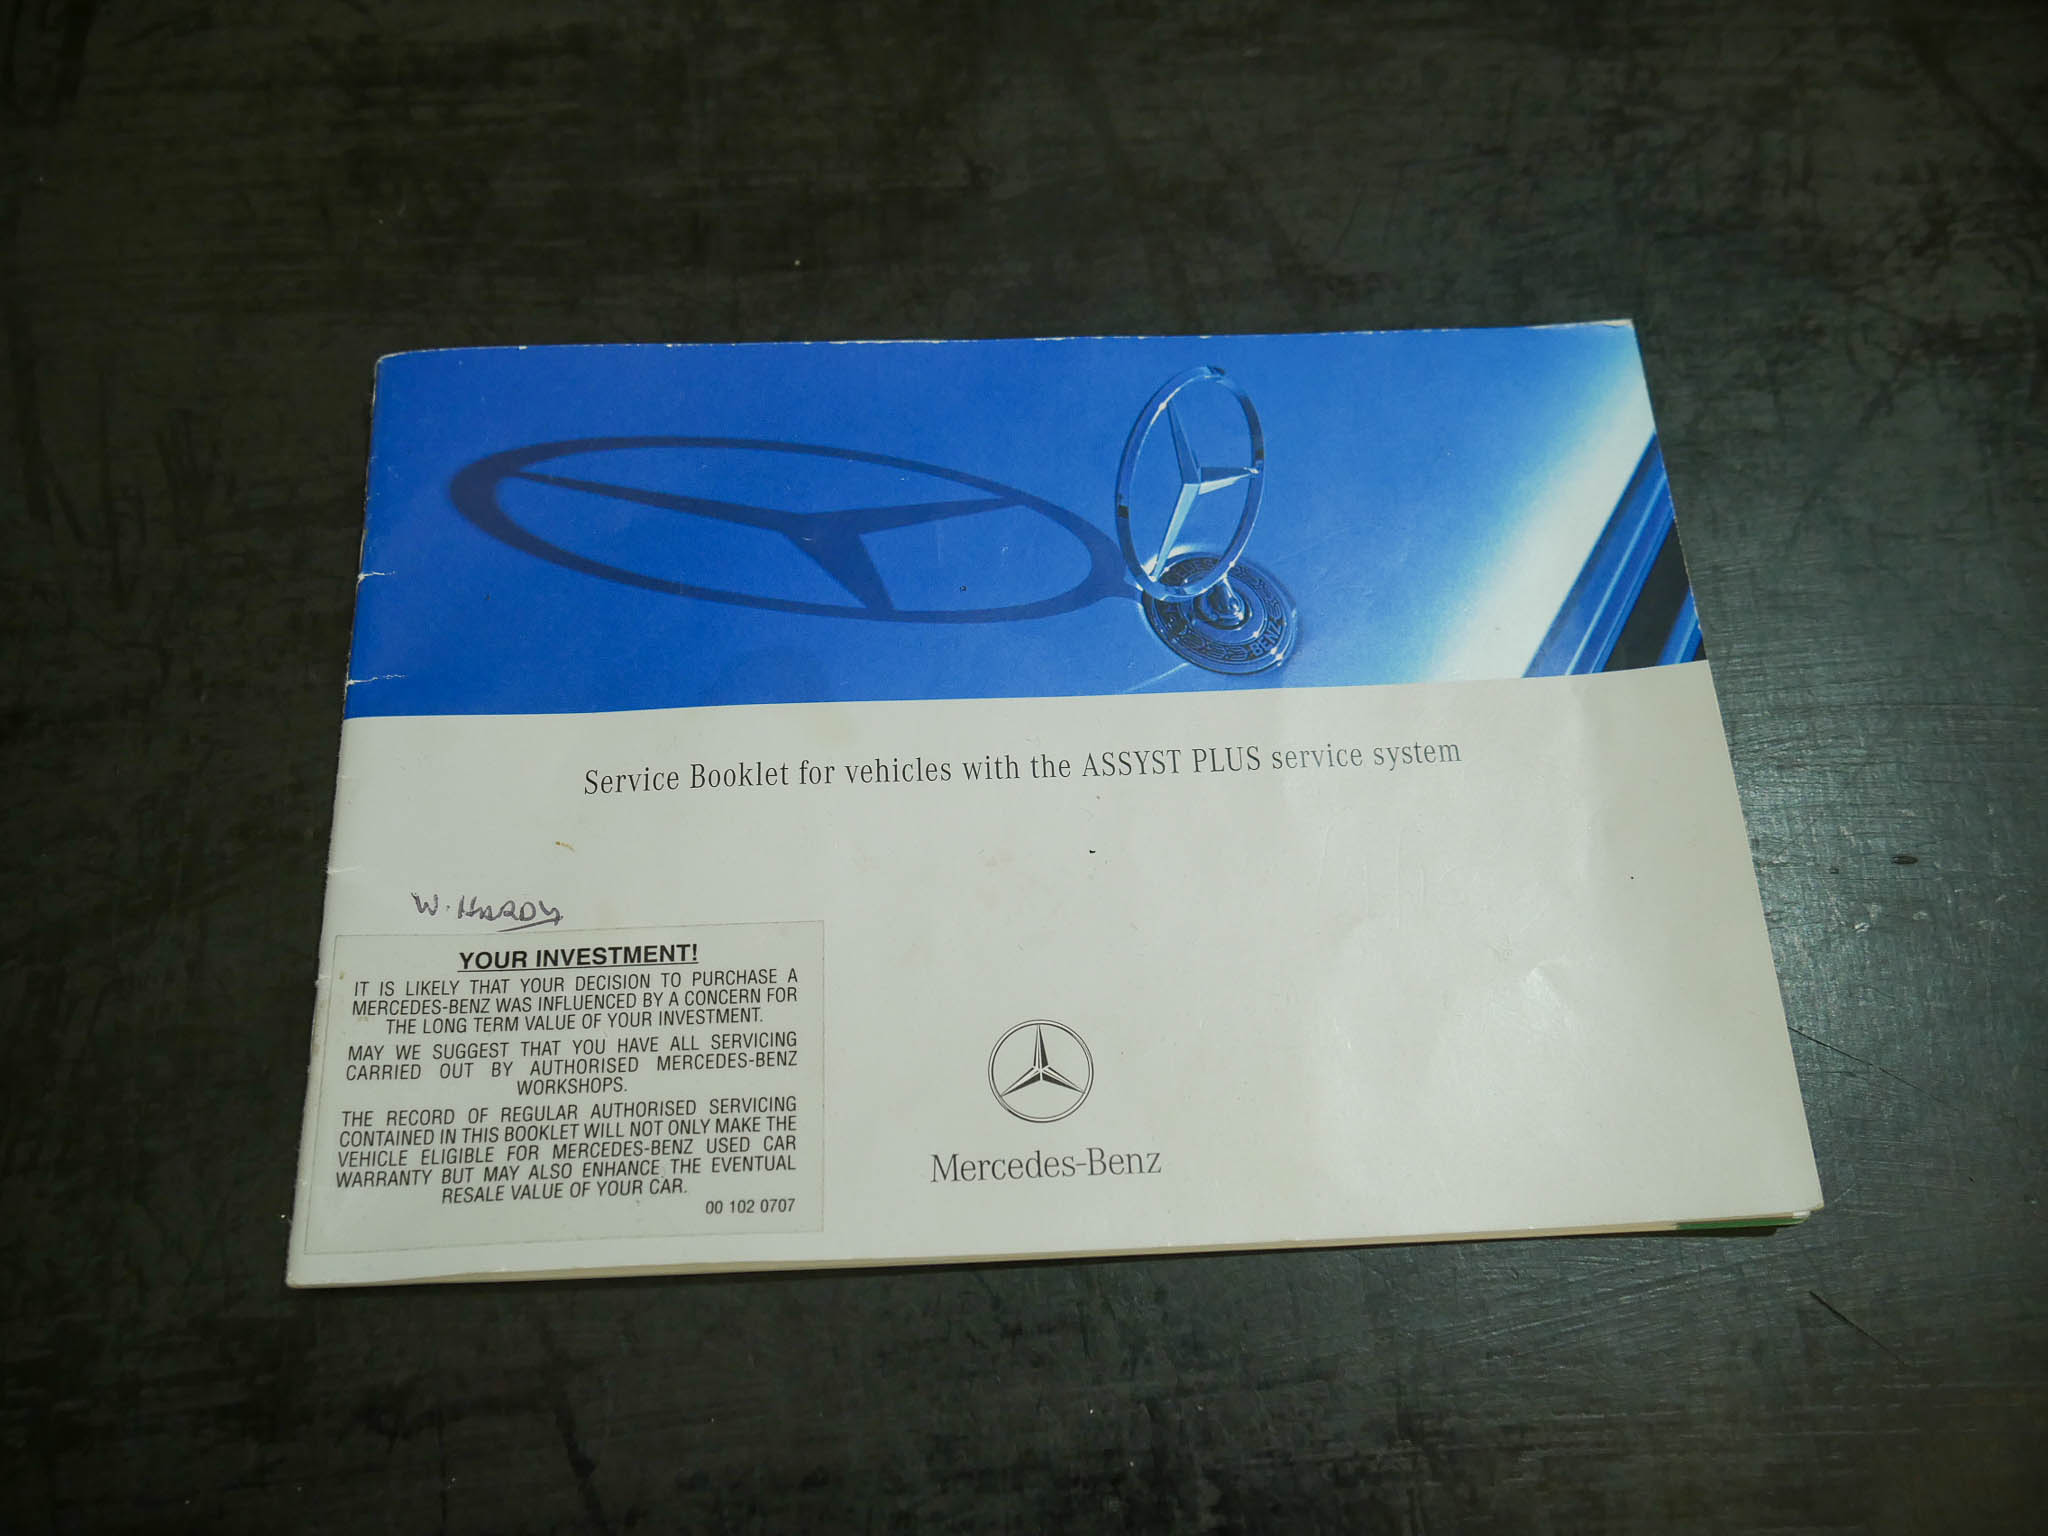 BENZ
Service Booklet for vehicles with the ASSYST PLUS service system
W. HARDY
YOUR INVESTMENT!
IT IS LIKELY THAT YOUR DECISION TO PURCHASE A
MERCEDES-BENZ WAS INFLUENCED BY A CONCERN FOR
THE LONG TERM VALUE OF YOUR INVESTMENT.
MAY WE SUGGEST THAT YOU HAVE ALL SERVICING
CARRIED OUT BY AUTHORISED MERCEDES-BENZ
WORKSHOPS.
THE RECORD OF REGULAR AUTHORISED SERVICING
CONTAINED IN THIS BOOKLET WILL NOT ONLY MAKE THE
VEHICLE ELIGIBLE FOR MERCEDES-BENZ USED CAR
WARRANTY BUT MAY ALSO ENHANCE THE EVENTUAL
RESALE VALUE OF YOUR CAR.
00 102 0707
Mercedes-Benz